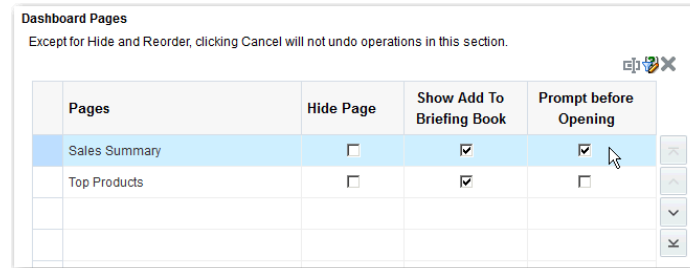 Dashboard Pages
Except for Hide and Reorder, clicking Cancel will not undo operations in this section.
Pages Hide Page Show Add To Briefing Book Prompt before Opening
Sales Summary
Top Products